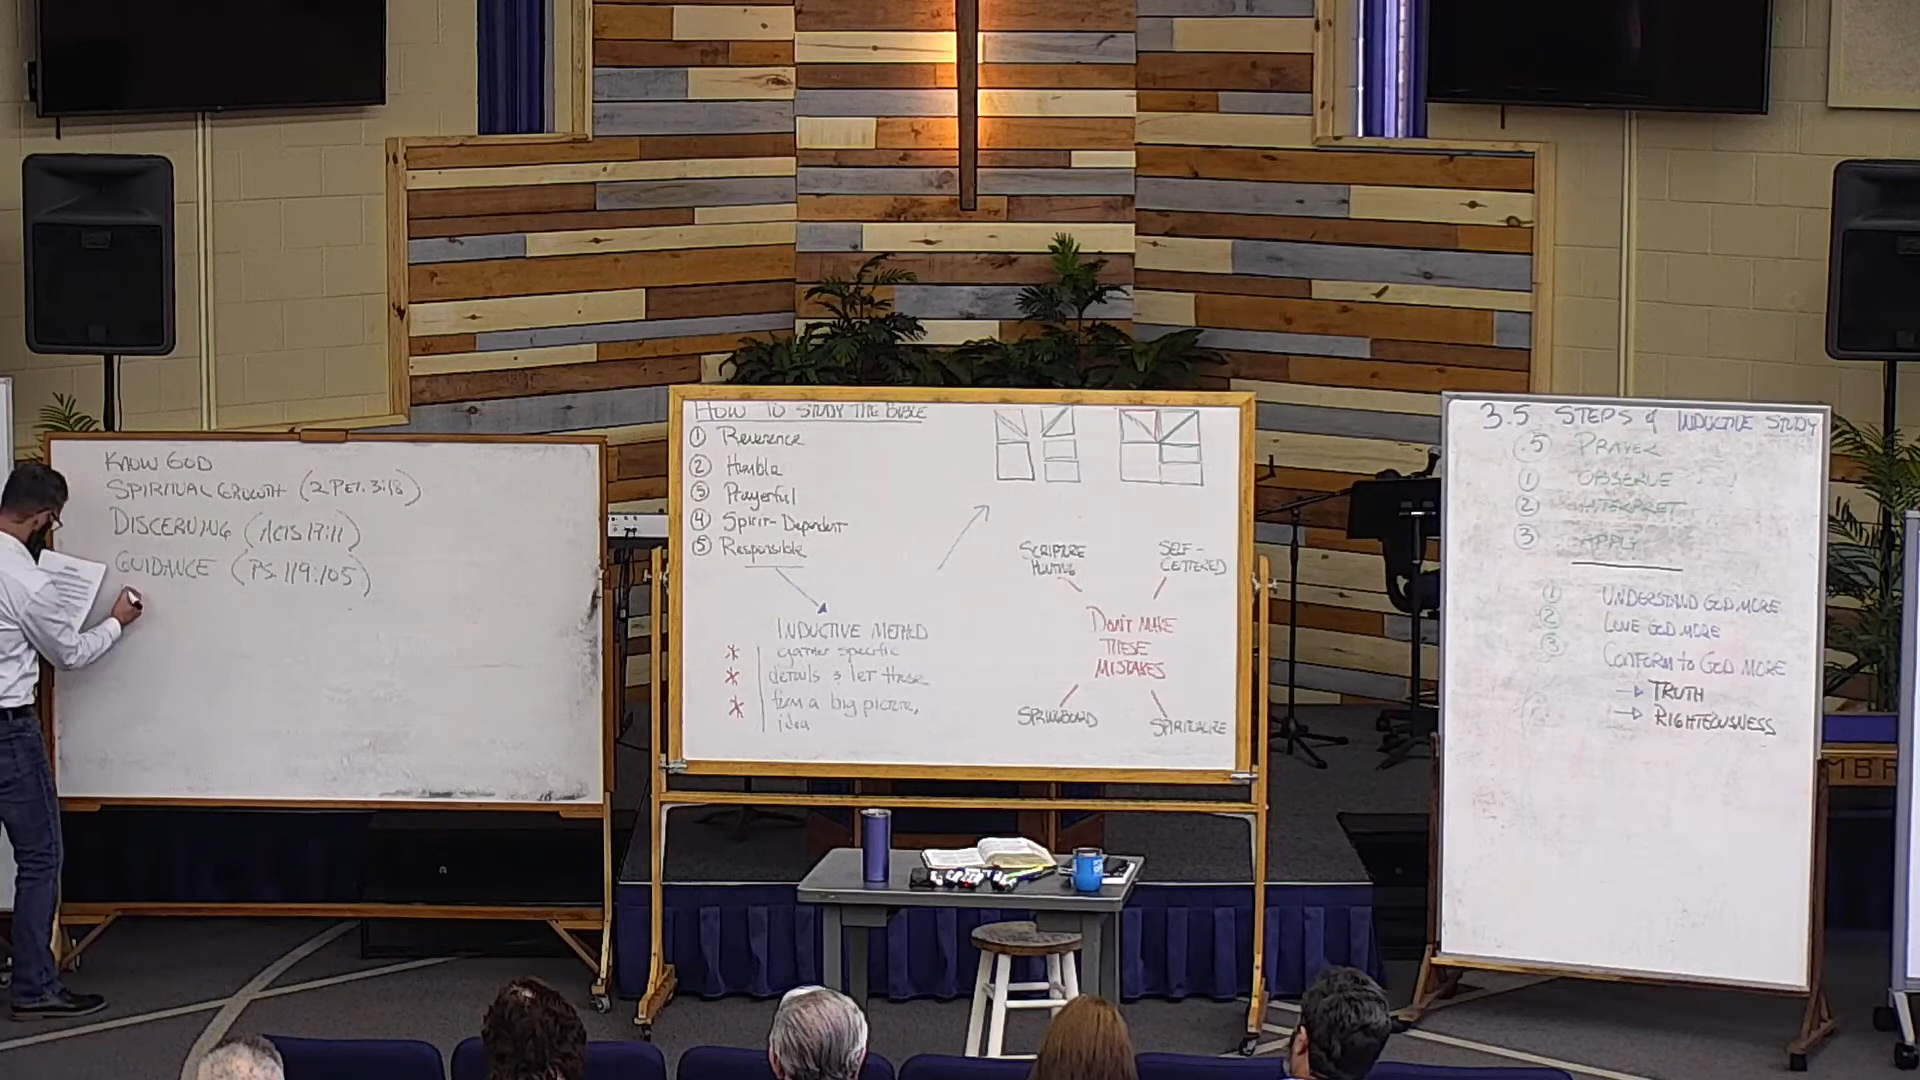 KNOW GOD
SPIRITUAL GROWTH (2 PET. 3:18)
DISCERNING (ACTS 17:11)
GUIDANCE (PS. 119:105)
HOW TO STUDY THE BIBLE
① Reverence
② Humble
③ Prayerful
④ Spirit-Dependent
⑤ Responsible
INDUCTIVE METHOD
gather specific
details & let those
form a big picture,
idea
SCRIPTURE
HUNTING
SELF-
CETTERED
DON'T MAKE
THESE
MISTAKES
SPRINGBOARD
SPIRITUALIZE
3.5 STEPS of INDUCTIVE STUDY
.5 PRAYER
① OBSERVE
② INTERPRET
③ APPLY
① UNDERSTAND GOD MORE
② LOVE GOD MORE
③ CONFORM to GOD MORE
→ TRUTH
→ RIGHTEOUSNESS